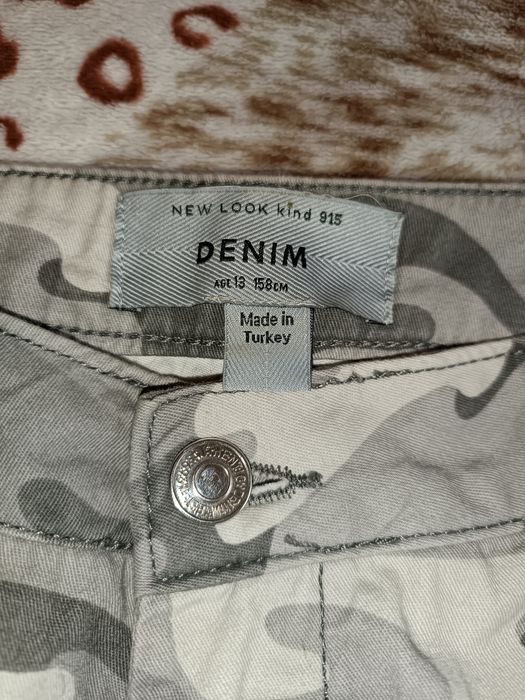 NEW LOOK kind 915
DENIM
AGE 13 158CM
Made in
Turkey